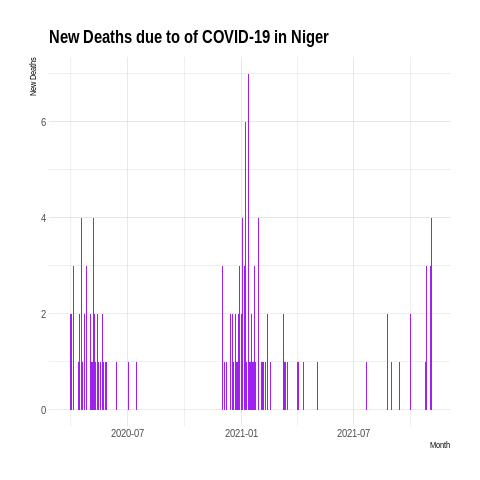 New Deaths due to of COVID-19 in Niger
New Deaths
6
4
2
0
2020-07
2021-01
2021-07
Month